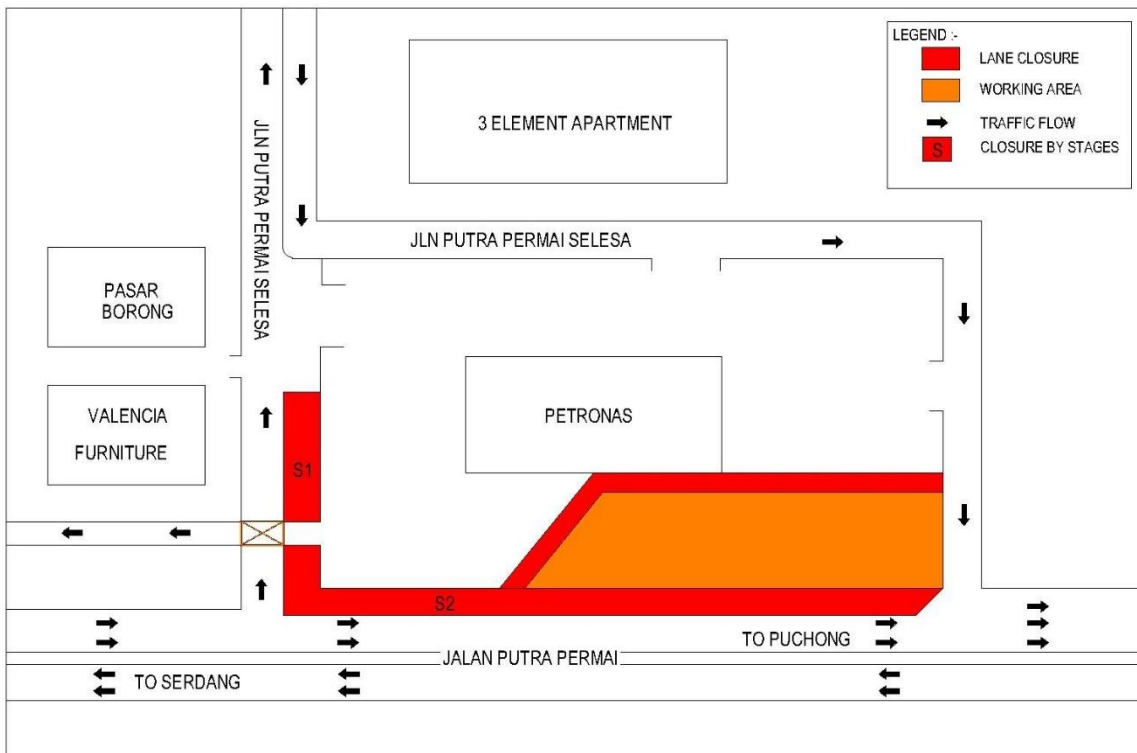 LEGEND :-
LANE CLOSURE
WORKING AREA
TRAFFIC FLOW
S
CLOSURE BY STAGES
3 ELEMENT APARTMENT
JLN PUTRA PERMAI SELESA
JLN PUTRA PERMAI SELESA
PASAR
BORONG
VALENCIA
FURNITURE
PETRONAS
S1
S2
TO PUCHONG
JALAN PUTRA PERMAI
TO SERDANG